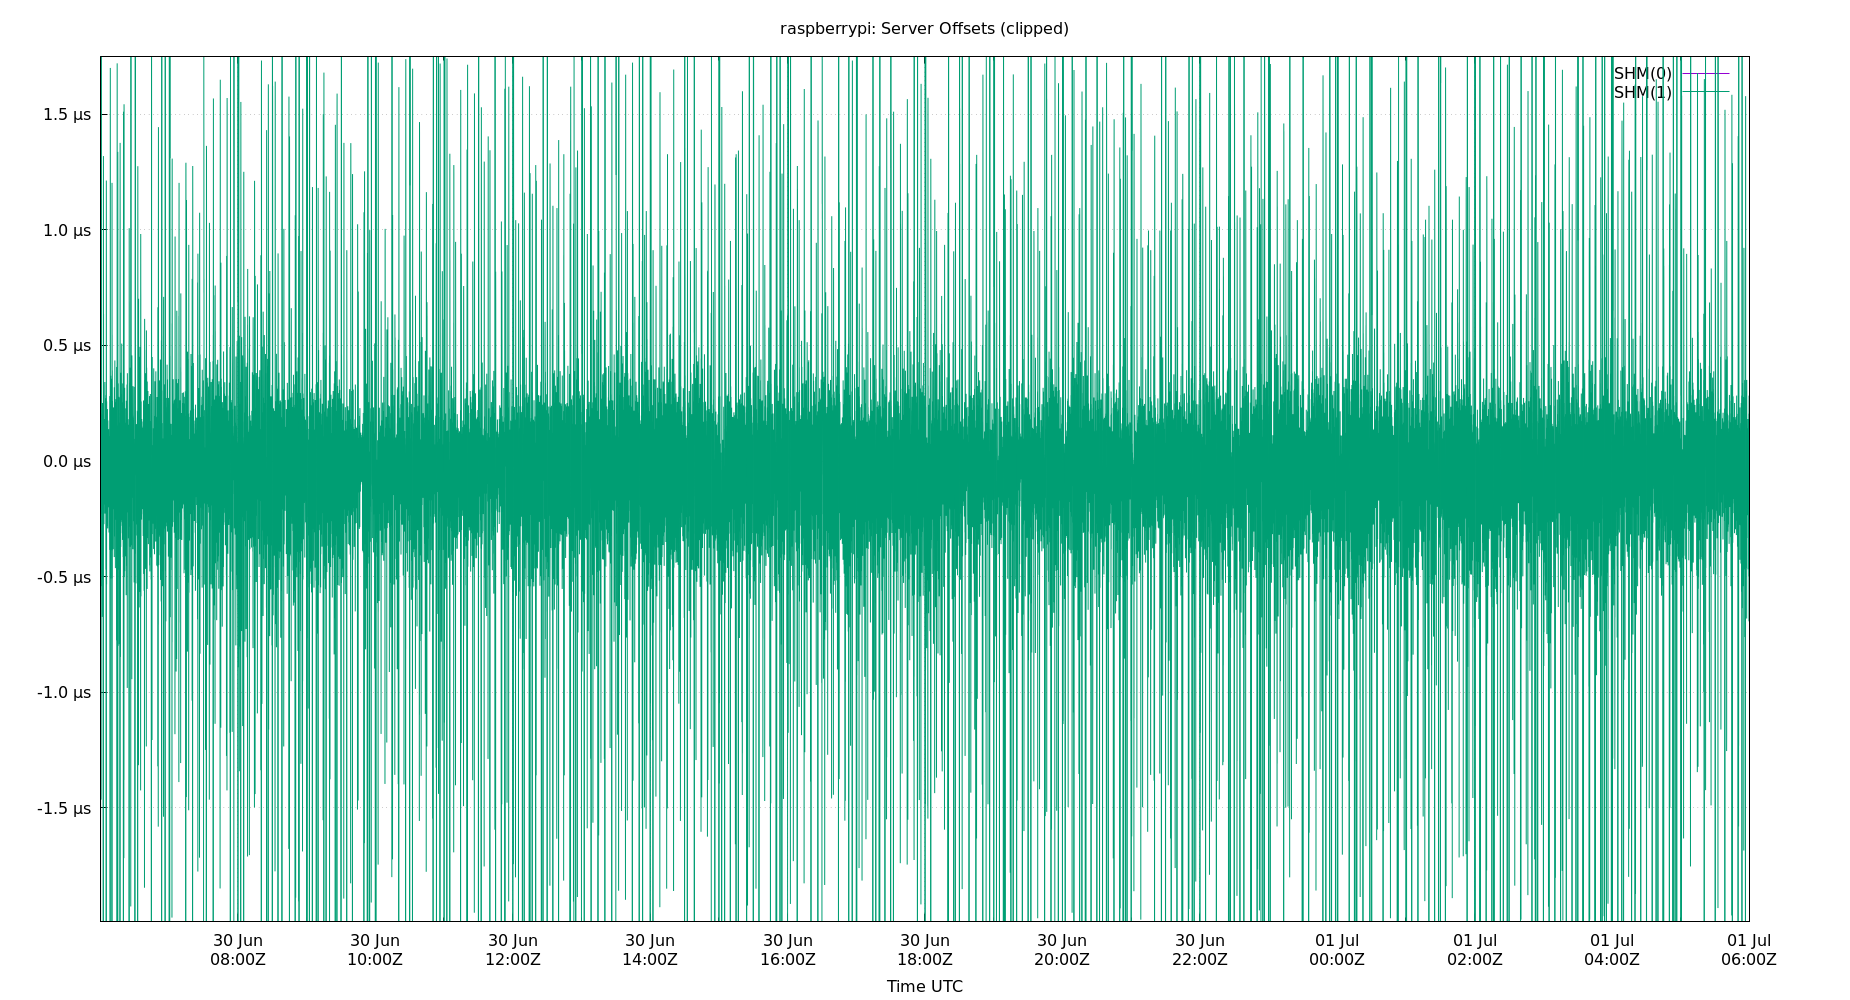 raspberrypi: Server Offsets (clipped)
SHM(0)
SHM(1)
1.5 µs
1.0 µs
0.5 µs
0.0 µs
-0.5 µs
-1.0 µs
-1.5 µs
30 Jun 30 Jun 30 Jun 30 Jun 30 Jun 30 Jun 30 Jun 30 Jun 01 Jul 01 Jul 01 Jul 01 Jul
08:00Z 10:00Z 12:00Z 14:00Z 16:00Z 18:00Z 20:00Z 22:00Z 00:00Z 02:00Z 04:00Z 06:00Z
Time UTC